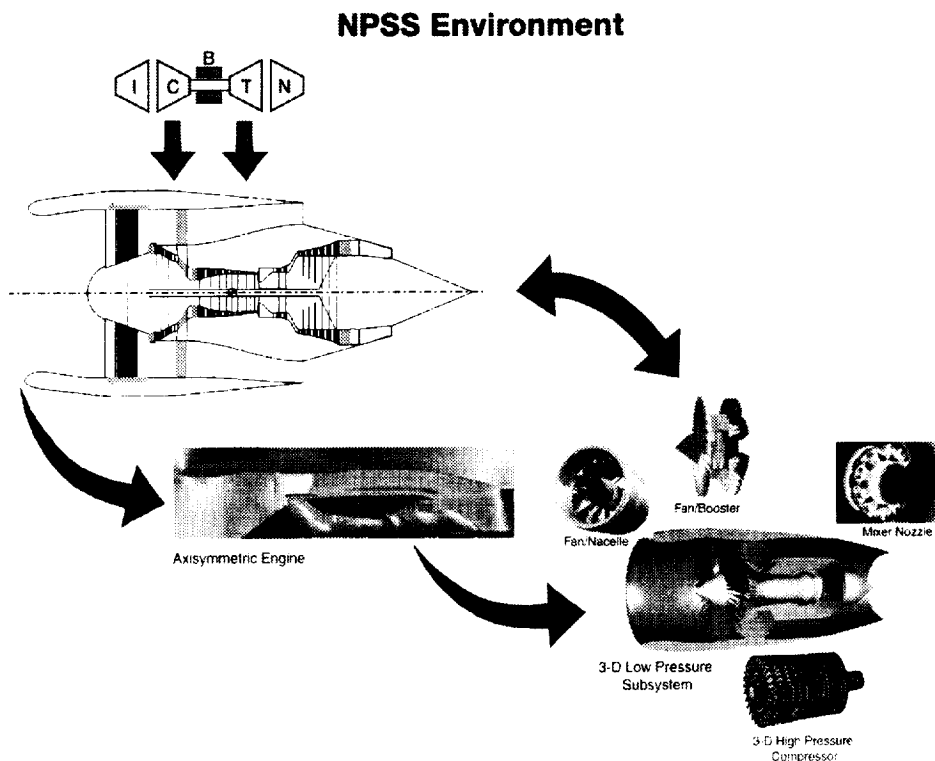 NPSS Environment
B
I C T N
Fan/Booster
Fan/Nacelle
Mixer Nozzle
Axisymmetric Engine
3-D Low Pressure
Subsystem
3-D High Pressure
Compressor